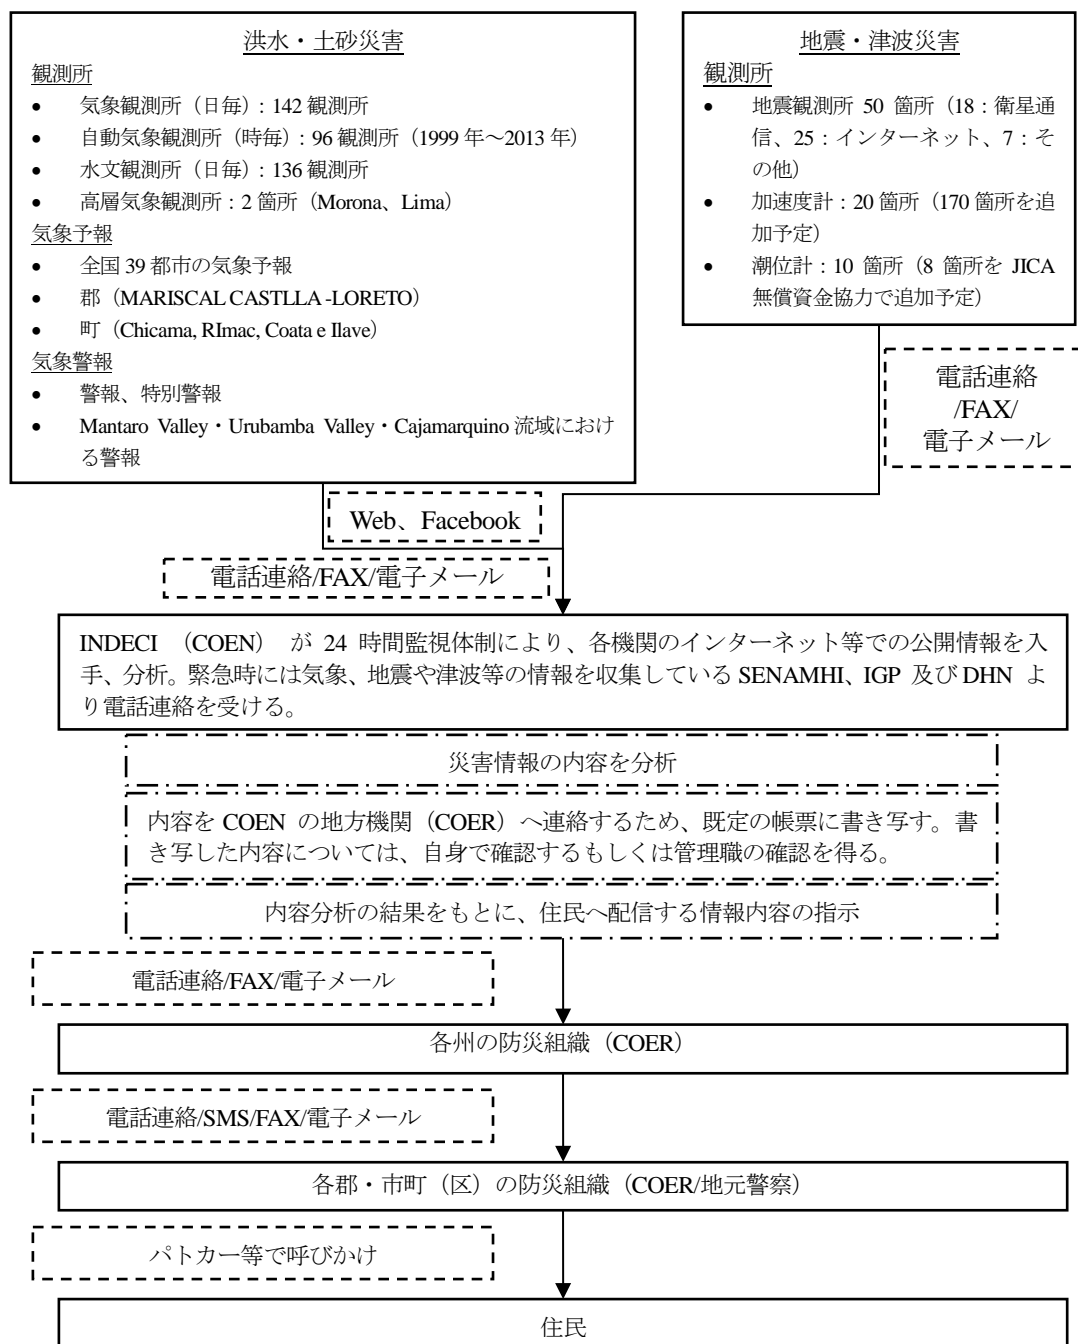 洪水・土砂災害
観測所
● 気象観測所（日毎）：142 観測所
● 自動気象観測所（時毎）：96 観測所（1999 年～2013 年）
● 水文観測所（日毎）：136 観測所
● 高層気象観測所：2 箇所（Morona、Lima）
気象予報
● 全国 39 都市の気象予報
● 郡（MARISCAL CASTLLA -LORETO）
● 町（Chicama, RImac, Coata e Ilave）
気象警報
● 警報、特別警報
● Mantaro Valley・Urubamba Valley・Cajamarquino 流域におけ
る警報
地震・津波災害
観測所
● 地震観測所 50 箇所（18：衛星通
信、25：インターネット、7：そ
の他）
● 加速度計：20 箇所（170 箇所を追
加予定）
● 潮位計：10 箇所（8 箇所を JICA
無償資金協力で追加予定）
電話連絡
/FAX/
電子メール
Web、Facebook
電話連絡/FAX/電子メール
INDECI （COEN） が 24 時間監視体制により、各機関のインターネット等での公開情報を入
手、分析。緊急時には気象、地震や津波等の情報を収集している SENAMHI、IGP 及び DHN よ
り電話連絡を受ける。
災害情報の内容を分析
内容を COEN の地方機関（COER）へ連絡するため、既定の帳票に書き写す。書
き写した内容については、自身で確認するもしくは管理職の確認を得る。
内容分析の結果をもとに、住民へ配信する情報内容の指示
電話連絡/FAX/電子メール
各州の防災組織（COER）
電話連絡/SMS/FAX/電子メール
各郡・市町（区）の防災組織（COER/地元警察）
パトカー等で呼びかけ
住民